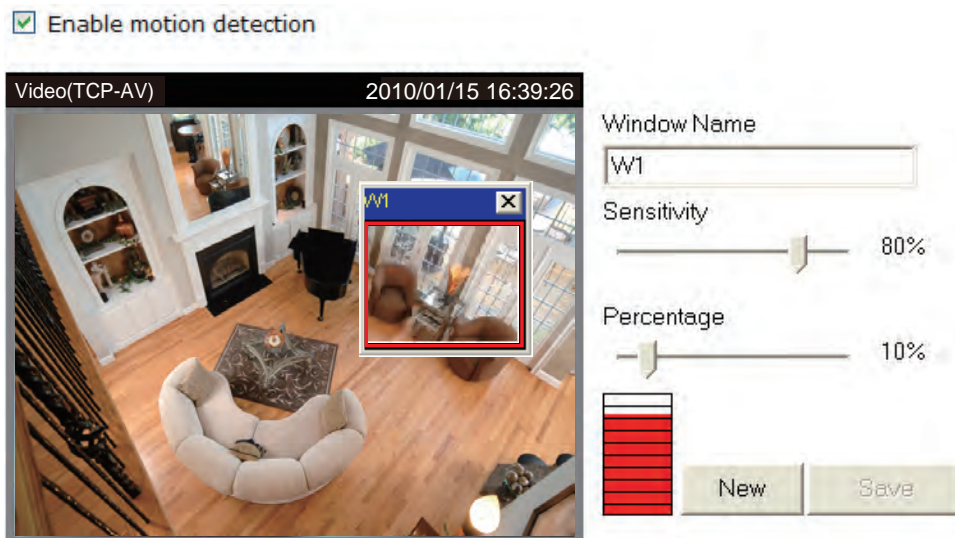 Enable motion detection
Video(TCP-AV) 2010/01/15 16:39:26
Window Name
W1
W1
Sensitivity
80%
Percentage
10%
New Save